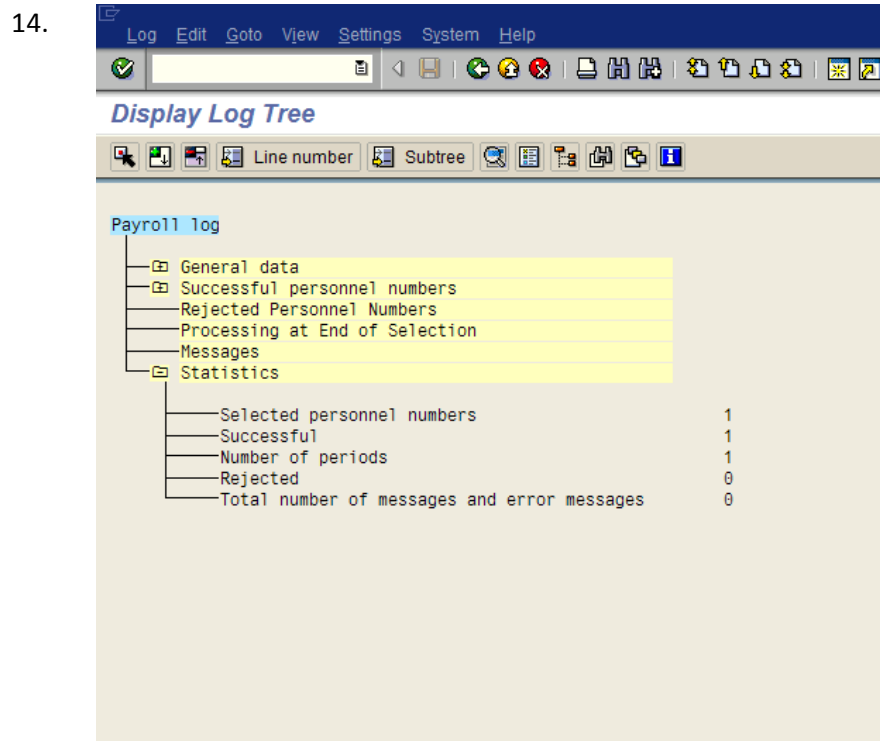 14.
Log Edit Goto View Settings System Help
Display Log Tree
Line number Subtree
Payroll log
General data
Successful personnel numbers
Rejected Personnel Numbers
Processing at End of Selection
Messages
Statistics
Selected personnel numbers 1
Successful 1
Number of periods 1
Rejected 0
Total number of messages and error messages 0